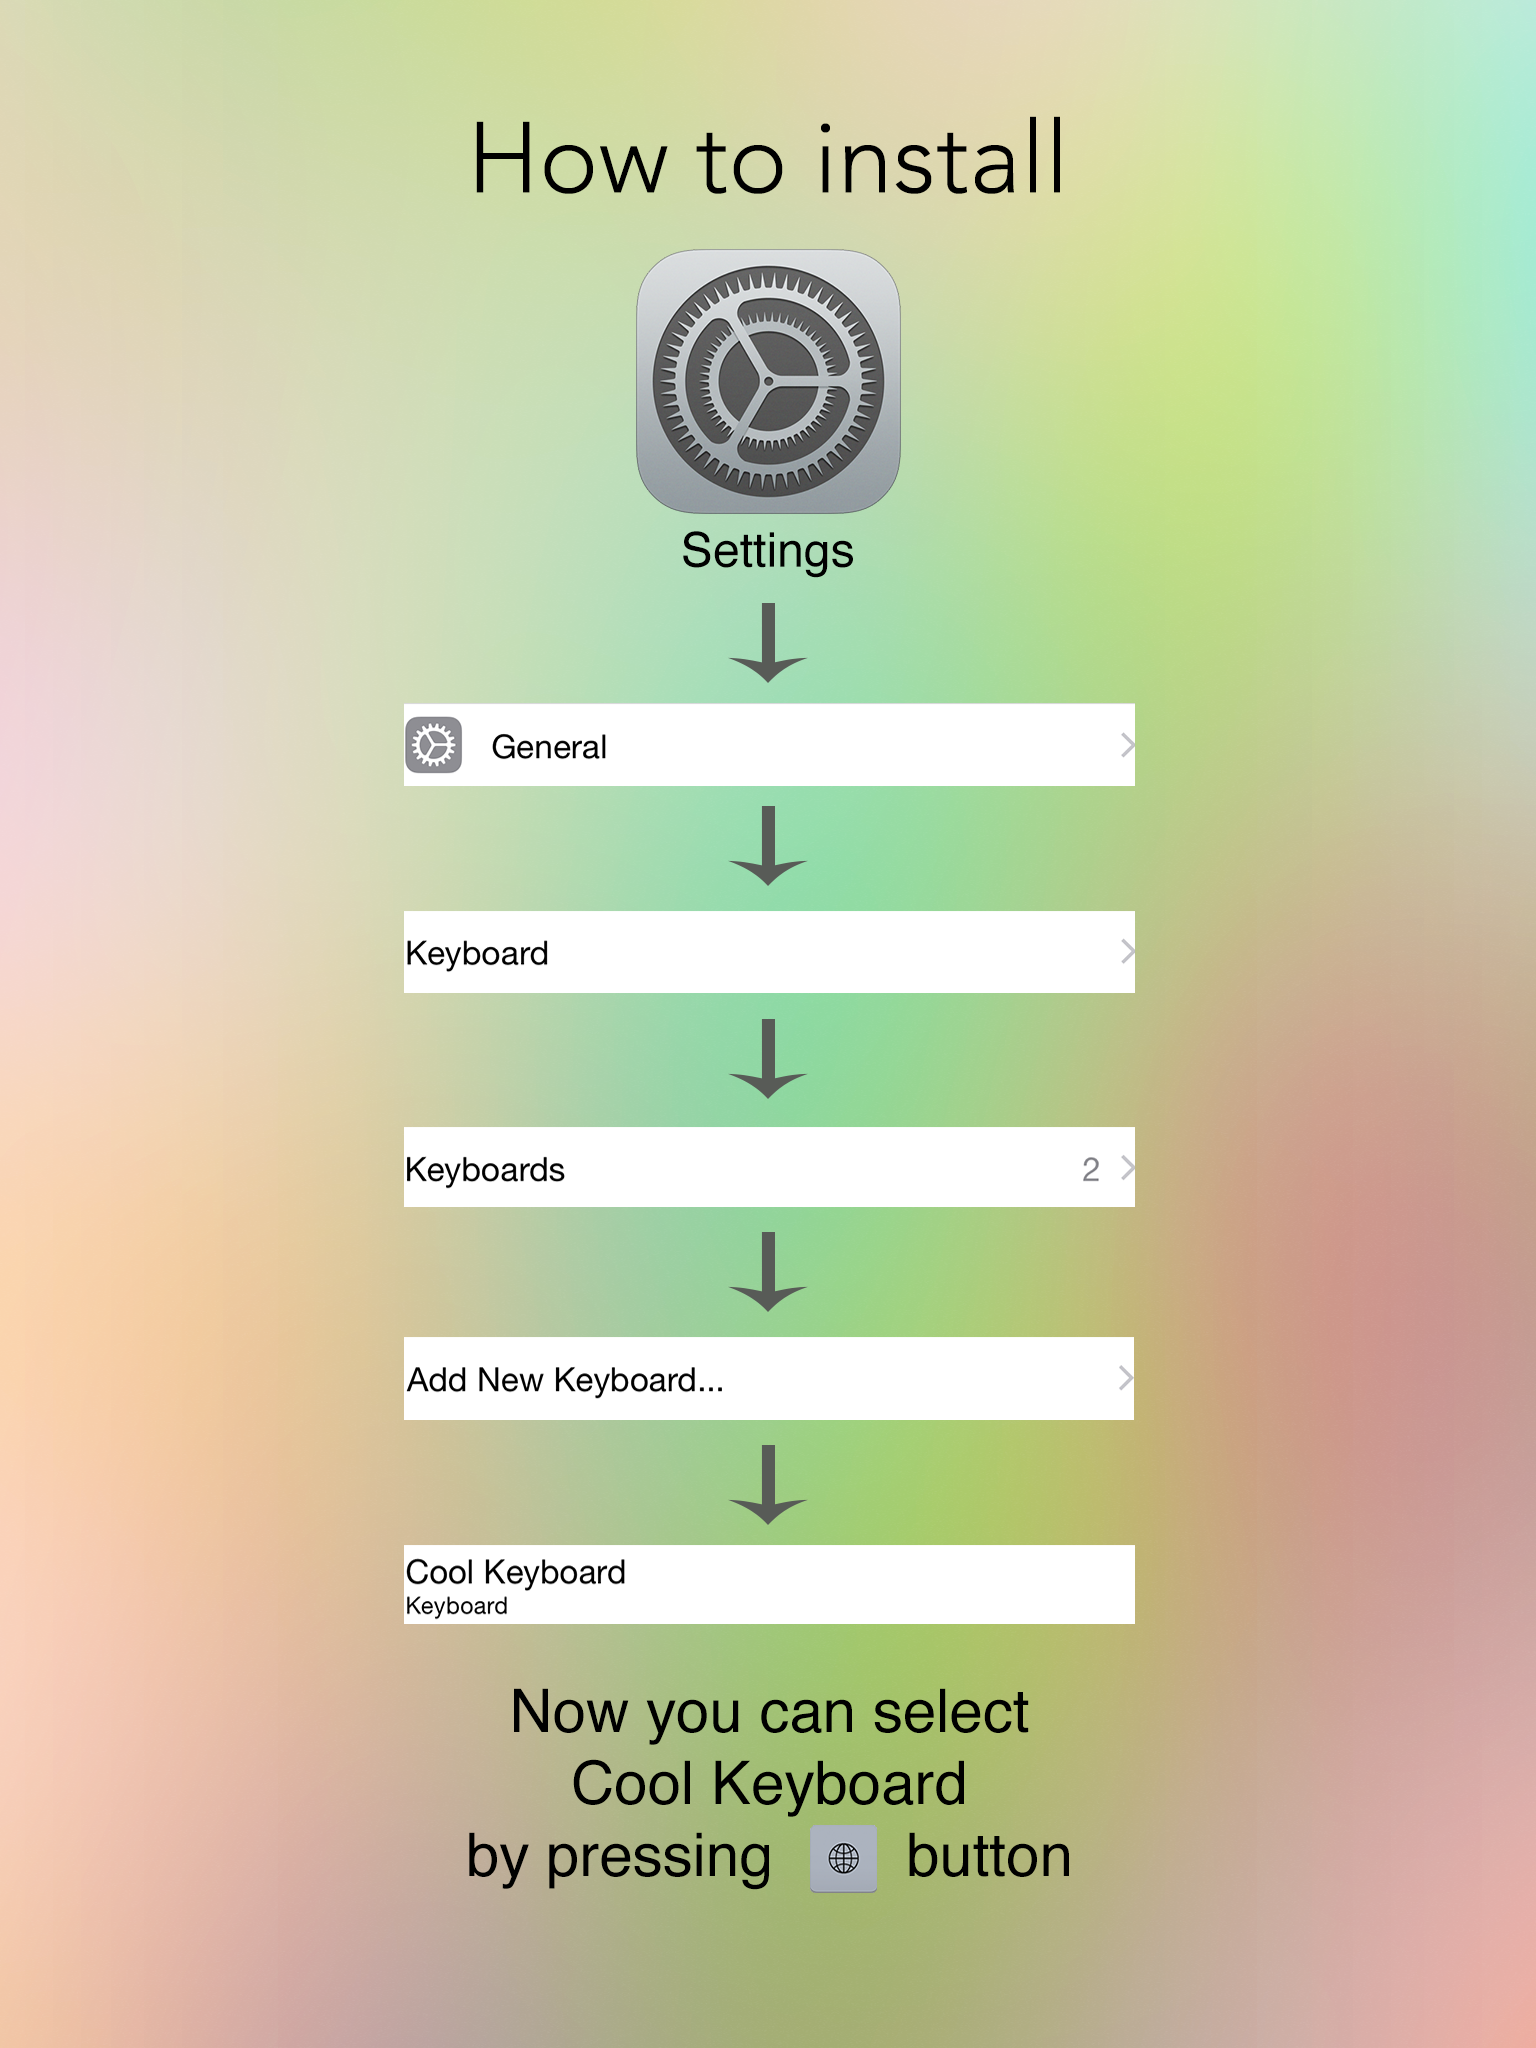 How to install
Settings
General
Keyboard
Keyboards 2
Add New Keyboard...
Cool Keyboard
Keyboard
Now you can select
Cool Keyboard
by pressing button